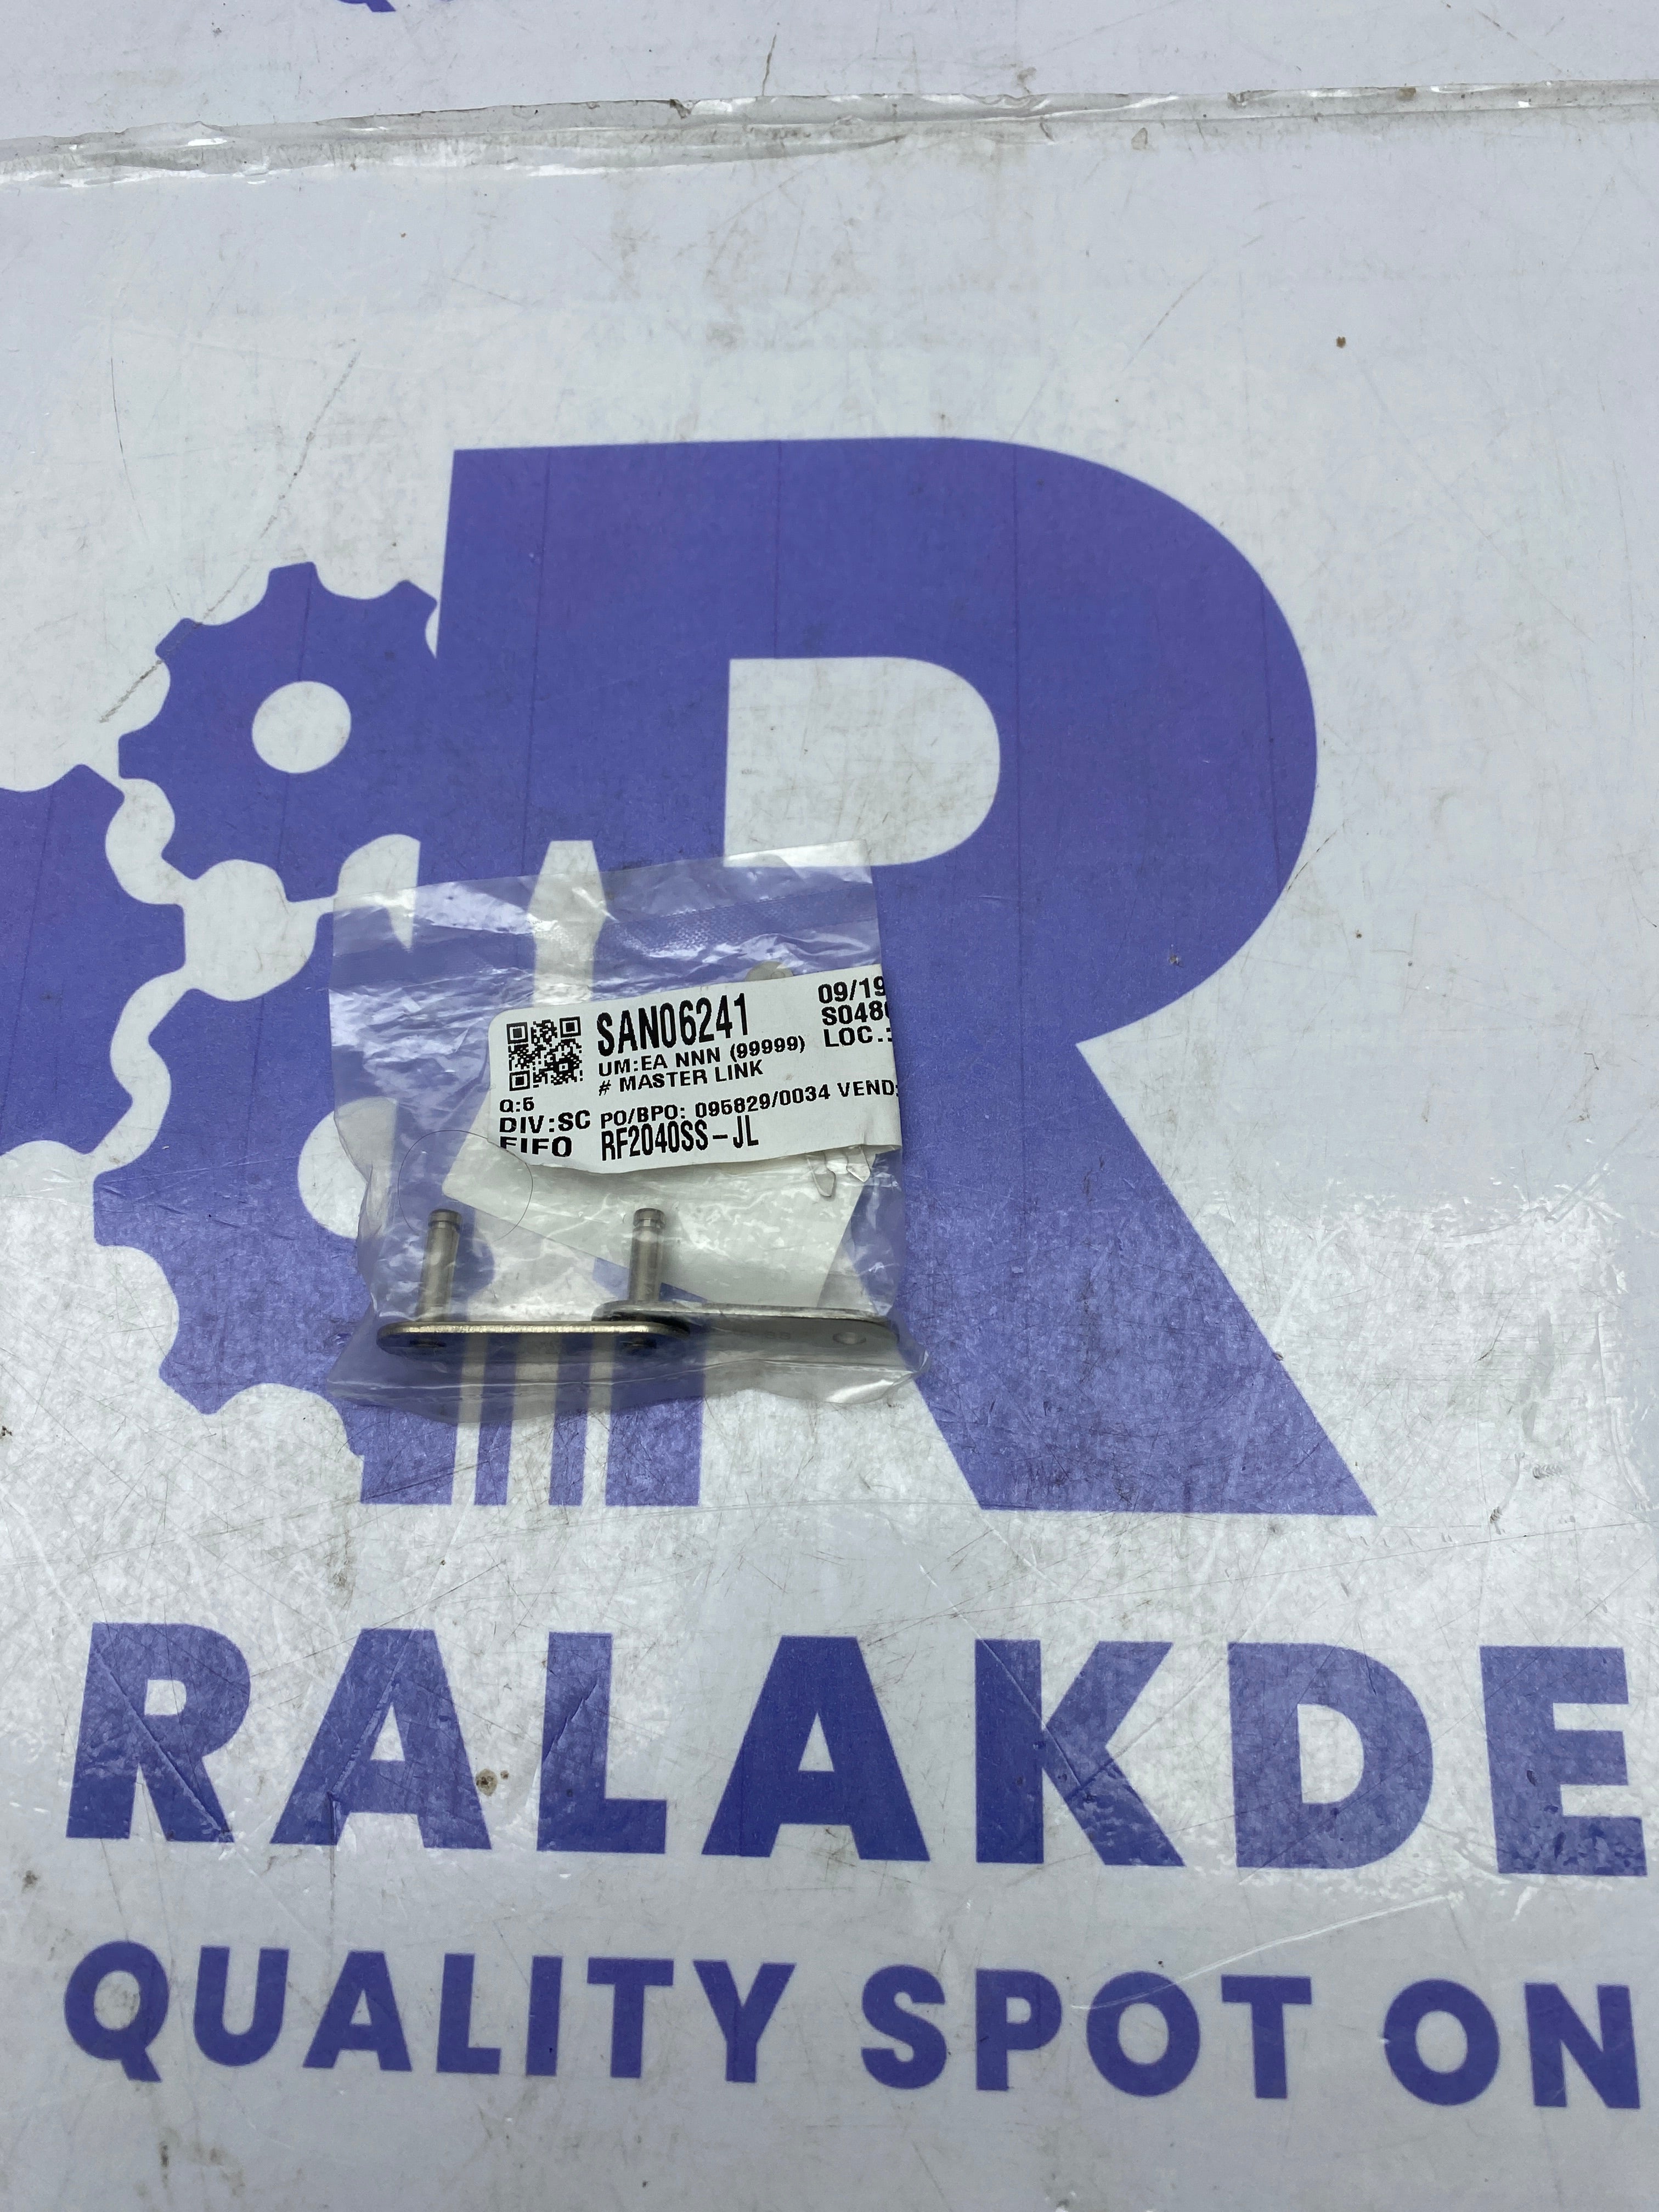 SAN06241
09/19
S048
LOC.:
UM:EA NNN (99999)
# MASTER LINK
Q:5
DIV:SC PO/BPO: 095829/0034 VEND:
FIFO RF2040SS-JL
RALAKDE
QUALITY SPOT ON